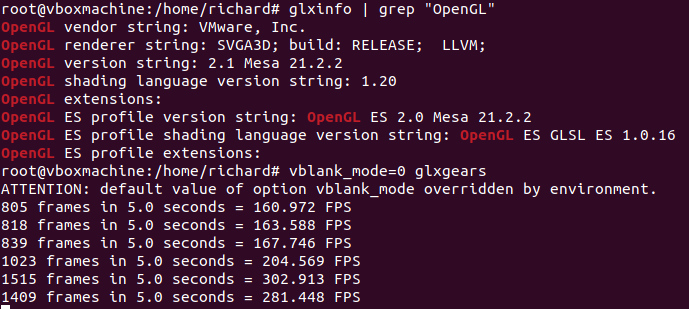 root@vboxmachine:/home/richard# glxinfo | grep "OpenGL"
OpenGL vendor string: VMware, Inc.
OpenGL renderer string: SVGA3D; build: RELEASE;  LLVM;
OpenGL version string: 2.1 Mesa 21.2.2
OpenGL shading language version string: 1.20
OpenGL extensions:
OpenGL ES profile version string: OpenGL ES 2.0 Mesa 21.2.2
OpenGL ES profile shading language version string: OpenGL ES GLSL ES 1.0.16
OpenGL ES profile extensions:
root@vboxmachine:/home/richard# vblank_mode=0 glxgears
ATTENTION: default value of option vblank_mode overridden by environment.
805 frames in 5.0 seconds = 160.972 FPS
818 frames in 5.0 seconds = 163.588 FPS
839 frames in 5.0 seconds = 167.746 FPS
1023 frames in 5.0 seconds = 204.569 FPS
1515 frames in 5.0 seconds = 302.913 FPS
1409 frames in 5.0 seconds = 281.448 FPS